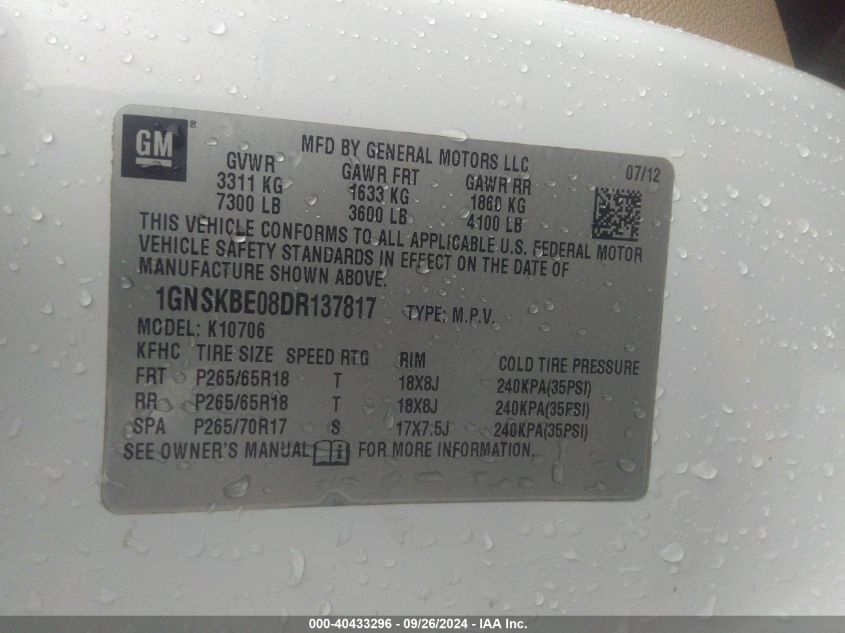 GM ®
MFD BY GENERAL MOTORS LLC 07/12
GVWR GAWR FRT GAWR RR
3311 KG 1633 KG 1860 KG
7300 LB 3600 LB 4100 LB
THIS VEHICLE CONFORMS TO ALL APPLICABLE U.S. FEDERAL MOTOR
VEHICLE SAFETY STANDARDS IN EFFECT ON THE DATE OF
MANUFACTURE SHOWN ABOVE.
1GNSKBE08DR137817 TYPE: M.P.V.
MODEL: K10706
KFHC TIRE SIZE SPEED RTG RIM COLD TIRE PRESSURE
FRT P265/65R18 T 18X8J 240KPA(35PSI)
RR P265/65R18 T 18X8J 240KPA(35PSI)
SPA P265/70R17 S 17X7.5J 240KPA(35PSI)
SEE OWNER'S MANUAL FOR MORE INFORMATION.
000-40433296 - 09/26/2024 - IAA Inc.